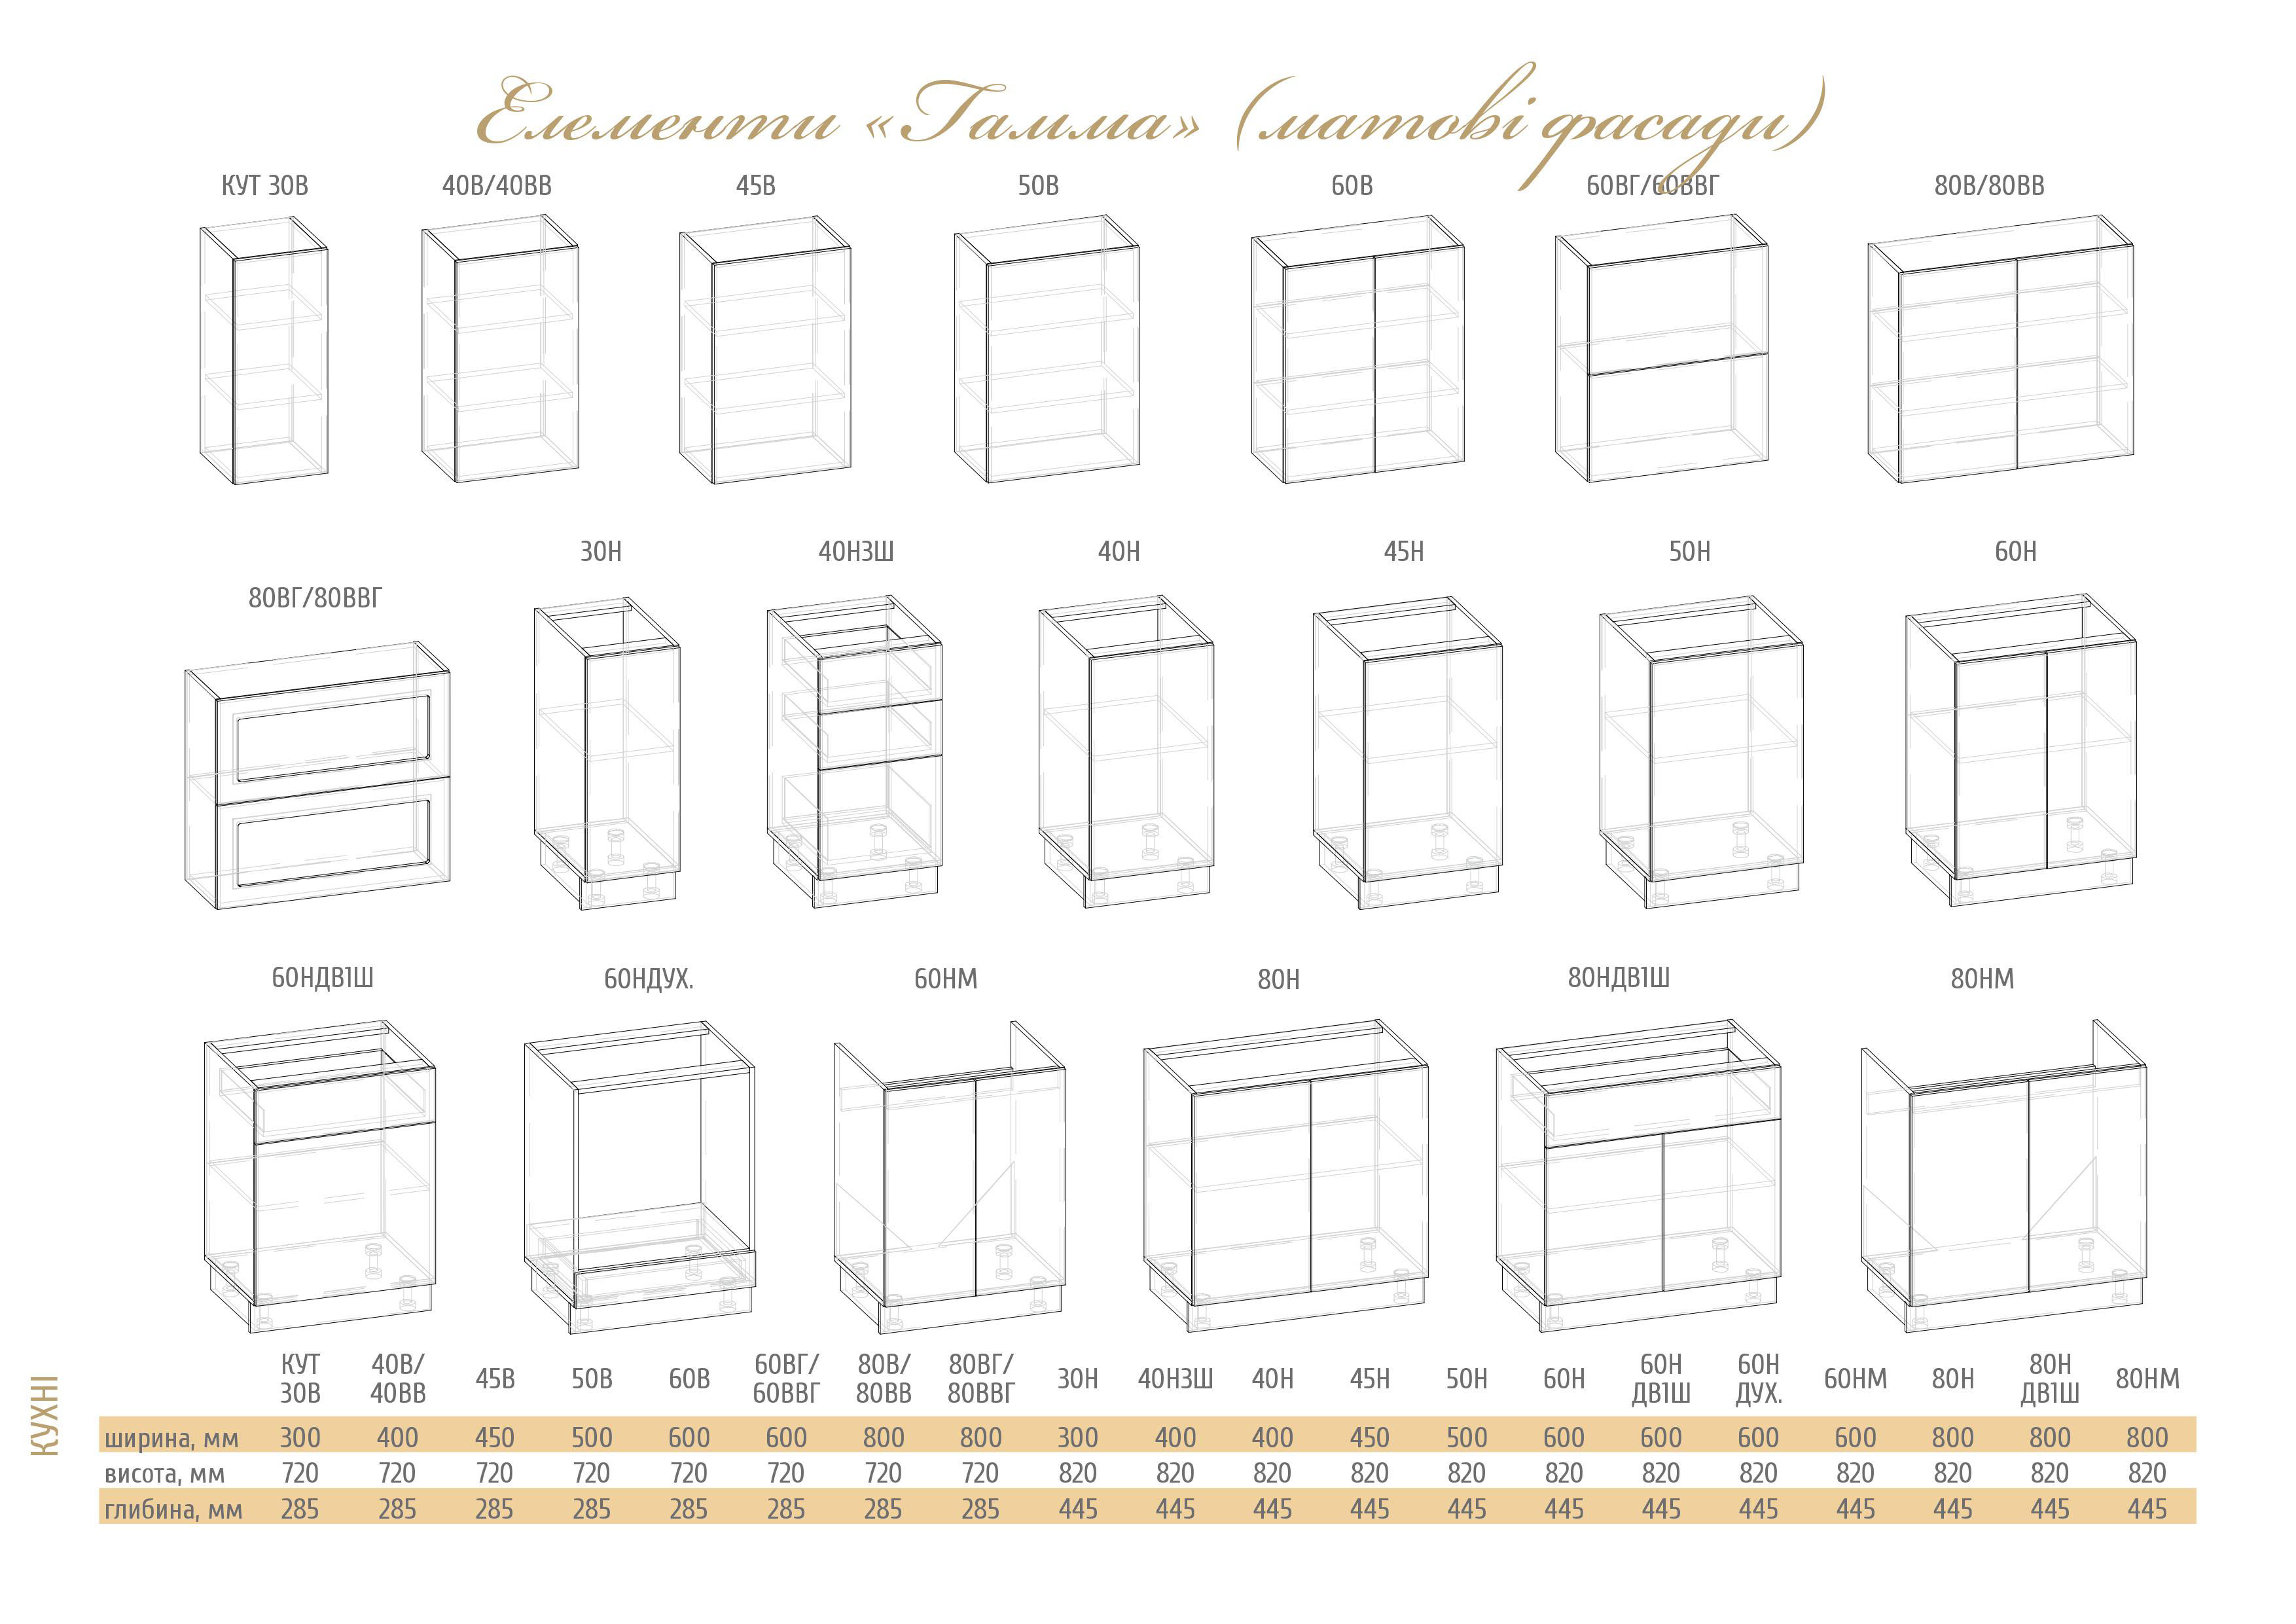 Елементи «Гамма» (матові фасади)
КУТ 30В 40В/40ВВ 45В 50В 60В 60ВГ/60ВВГ 80В/80ВВ
30Н 40Н3Ш 40Н 45Н 50Н 60Н
80ВГ/80ВВГ
60НДВ1Ш 60НДУХ. 60НМ 80Н 80НДВ1Ш 80НМ
КУТ 30В 40В/ 40ВВ 45В 50В 60В 60ВГ/ 60ВВГ 80В/ 80ВВ 80ВГ/ 80ВВГ 30Н 40Н3Ш 40Н 45Н 50Н 60Н 60Н ДВ1Ш 60Н ДУХ. 60НМ 80Н 80Н ДВ1Ш 80НМ
ширина, мм 300 400 450 500 600 600 800 800 300 400 400 450 500 600 600 600 600 800 800 800
висота, мм 720 720 720 720 720 720 720 720 820 820 820 820 820 820 820 820 820 820 820 820
глибина, мм 285 285 285 285 285 285 285 285 445 445 445 445 445 445 445 445 445 445 445 445
КУХНІ